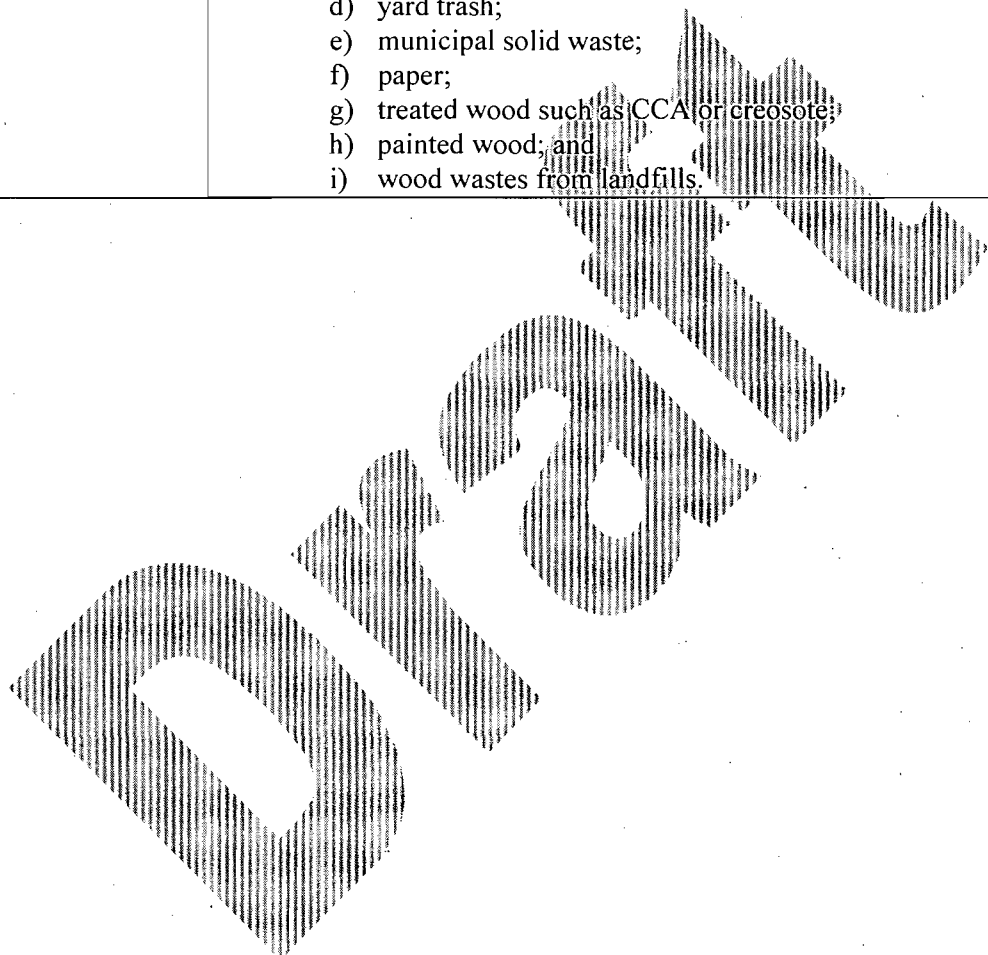 d) yard trash;
e) municipal solid waste;
f) paper;
g) treated wood such as CCA or creosote;
h) painted wood; and
i) wood wastes from landfills.
Draft